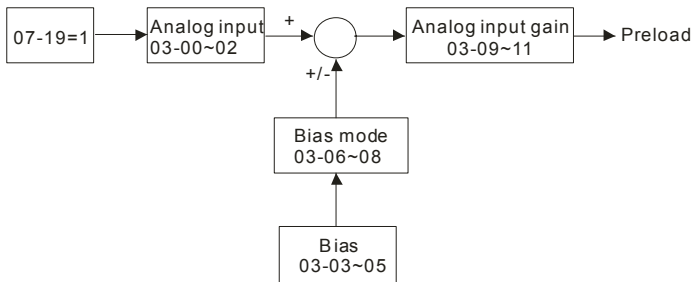 07-19=1
Analog input
03-00~02
+
Analog input gain
03-09~11
Preload
+/-
Bias mode
03-06~08
Bias
03-03~05